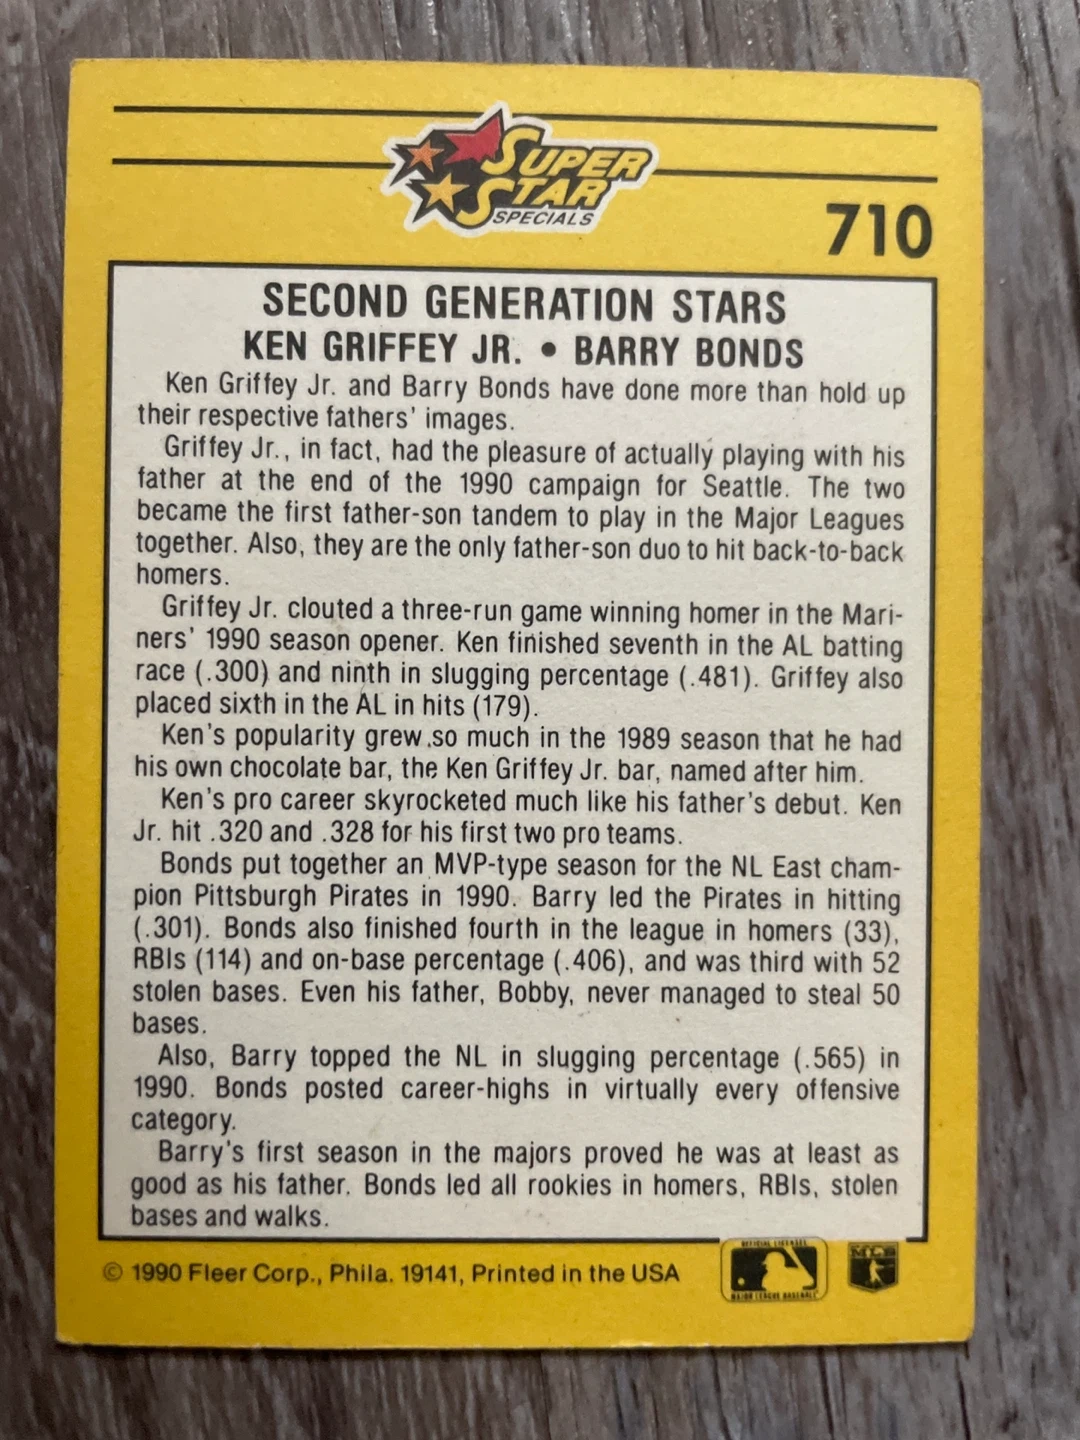 SUPER
STAR
SPECIALS
710
SECOND GENERATION STARS
KEN GRIFFEY JR. • BARRY BONDS
Ken Griffey Jr. and Barry Bonds have done more than hold up
their respective fathers' images.
Griffey Jr., in fact, had the pleasure of actually playing with his
father at the end of the 1990 campaign for Seattle. The two
became the first father-son tandem to play in the Major Leagues
together. Also, they are the only father-son duo to hit back-to-back
homers.
Griffey Jr. clouted a three-run game winning homer in the Mari-
ners' 1990 season opener. Ken finished seventh in the AL batting
race (.300) and ninth in slugging percentage (.481). Griffey also
placed sixth in the AL in hits (179).
Ken's popularity grew so much in the 1989 season that he had
his own chocolate bar, the Ken Griffey Jr. bar, named after him.
Ken's pro career skyrocketed much like his father's debut. Ken
Jr. hit .320 and .328 for his first two pro teams.
Bonds put together an MVP-type season for the NL East cham-
pion Pittsburgh Pirates in 1990. Barry led the Pirates in hitting
(.301). Bonds also finished fourth in the league in homers (33),
RBIs (114) and on-base percentage (.406), and was third with 52
stolen bases. Even his father, Bobby, never managed to steal 50
bases.
Also, Barry topped the NL in slugging percentage (.565) in
1990. Bonds posted career-highs in virtually every offensive
category.
Barry's first season in the majors proved he was at least as
good as his father. Bonds led all rookies in homers, RBIs, stolen
bases and walks.
© 1990 Fleer Corp., Phila. 19141, Printed in the USA
OFFICIAL LICENSEE
MAJOR LEAGUE BASEBALL